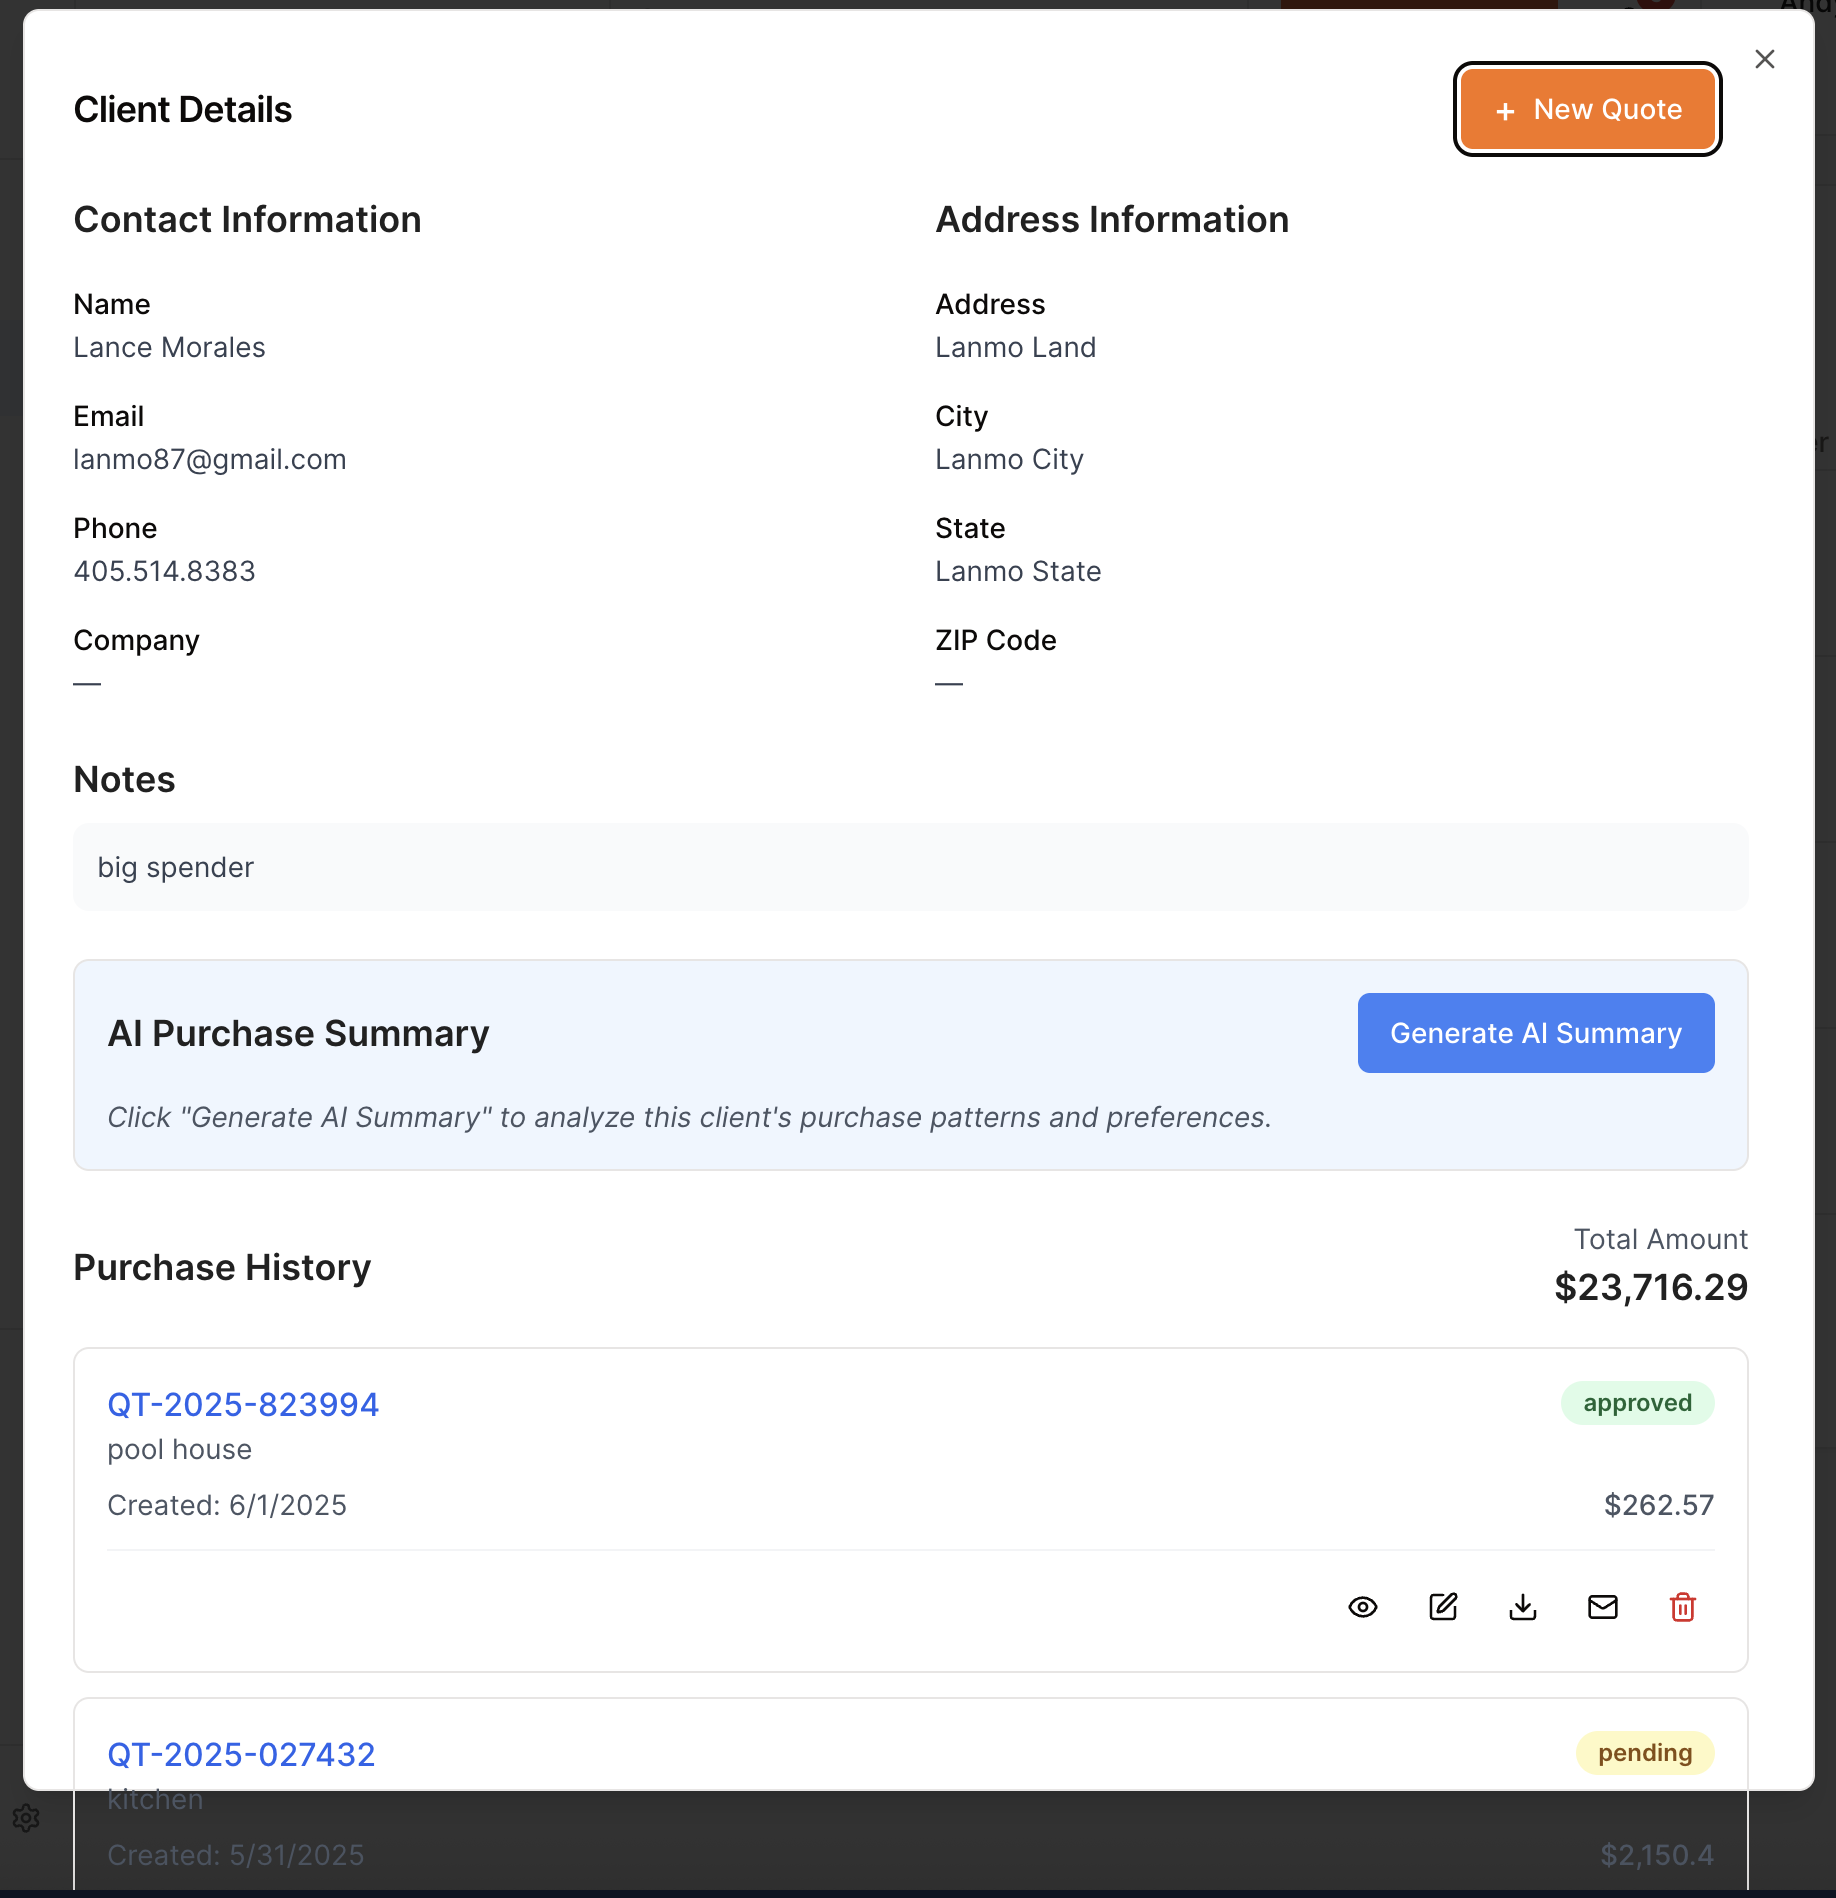 Client Details
+ New Quote
Contact Information
Name
Lance Morales
Email
lanmo87@gmail.com
Phone
405.514.8383
Company
—
Address Information
Address
Lanmo Land
City
Lanmo City
State
Lanmo State
ZIP Code
—
Notes
big spender
AI Purchase Summary
Generate AI Summary
Click "Generate AI Summary" to analyze this client's purchase patterns and preferences.
Purchase History
Total Amount
$23,716.29
QT-2025-823994
approved
pool house
Created: 6/1/2025
$262.57
QT-2025-027432
pending
kitchen
Created: 5/31/2025
$2,150.4